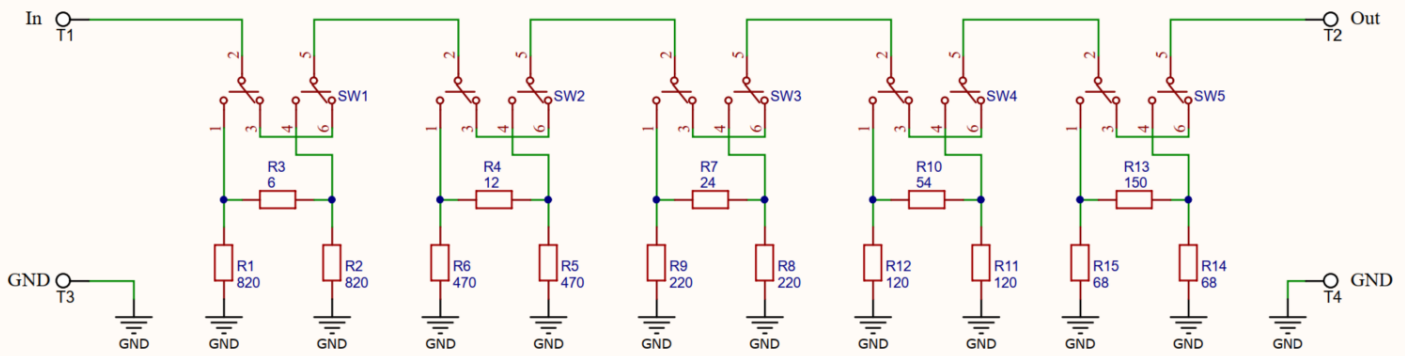 In
T1
Out
T2
2
5
2
5
2
5
2
5
2
5
SW1
SW2
SW3
SW4
SW5
1
3
4
6
1
3
4
6
1
3
4
6
1
3
4
6
1
3
4
6
R3
6
R4
12
R7
24
R10
54
R13
150
R1
820
R2
820
R6
470
R5
470
R9
220
R8
220
R12
120
R11
120
R15
68
R14
68
GND
T3
GND
T4
GND
GND
GND
GND
GND
GND
GND
GND
GND
GND
GND
GND